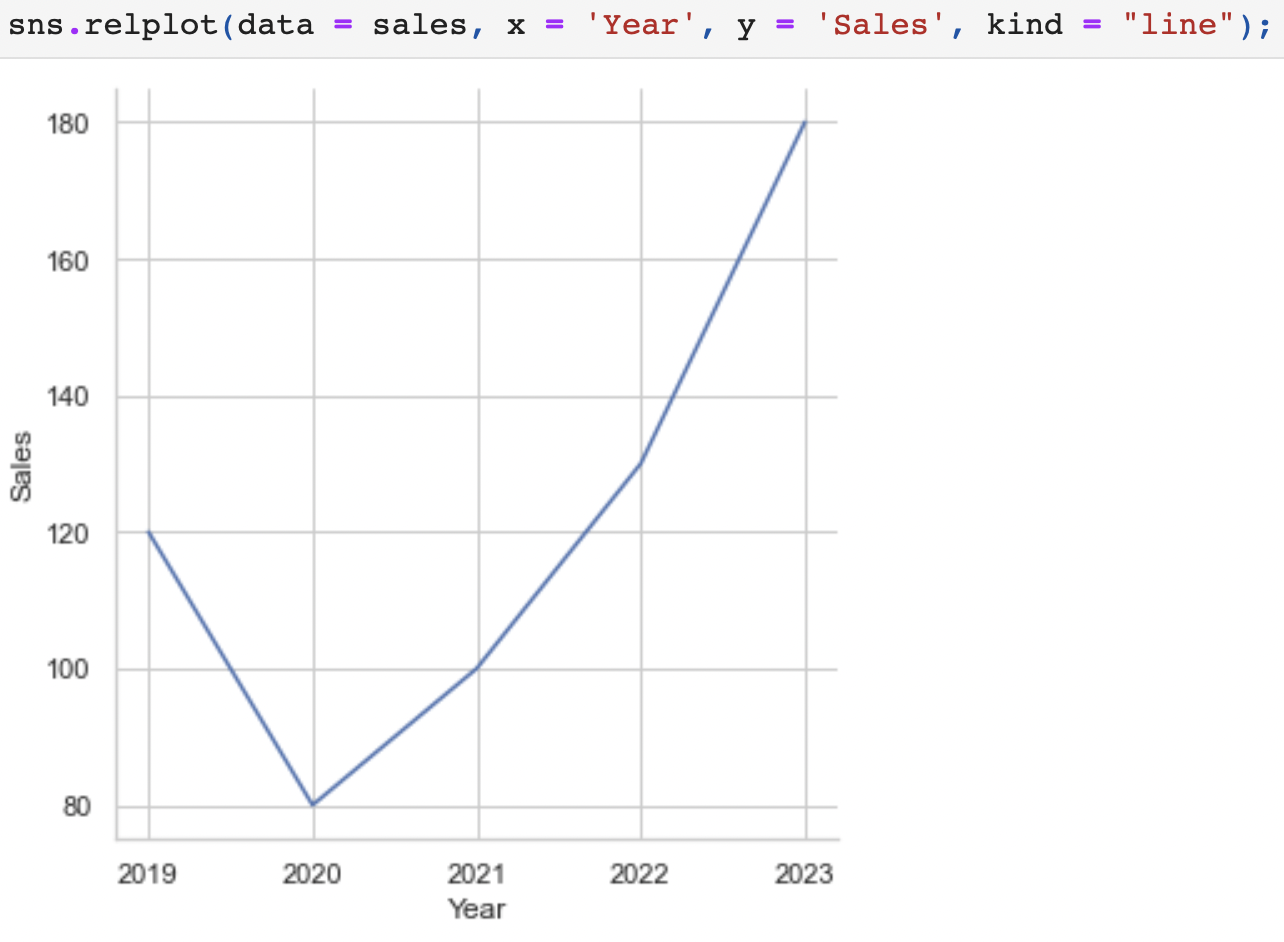 sns.relplot(data = sales, x = 'Year', y = 'Sales', kind = "line");
180
160
140
Sales
120
100
80
2019 2020 2021 2022 2023
Year